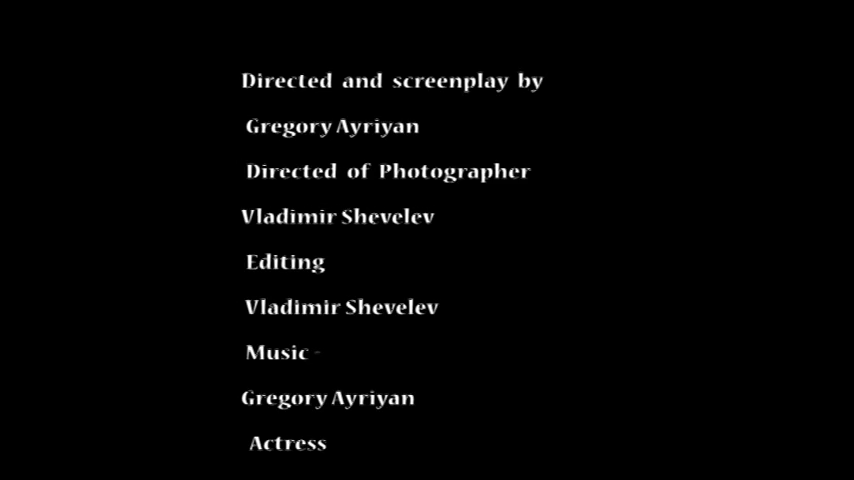 Directed and screenplay by
Gregory Ayriyan
Directed of Photographer
Vladimir Shevelev
Editing
Vladimir Shevelev
Music -
Gregory Ayriyan
Actress